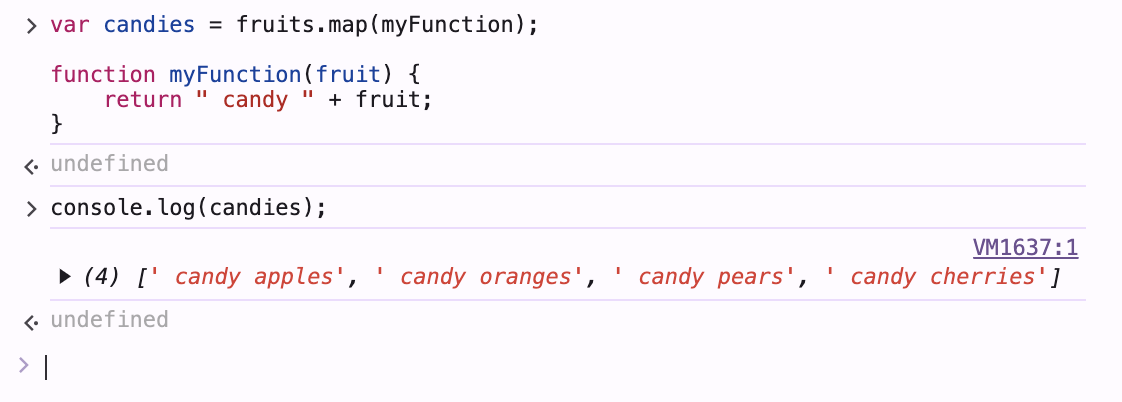 > var candies = fruits.map(myFunction);

function myFunction(fruit) {
    return " candy " + fruit;
}
undefined
> console.log(candies);
VM1637:1
▶ (4) [' candy apples', ' candy oranges', ' candy pears', ' candy cherries']
undefined
>